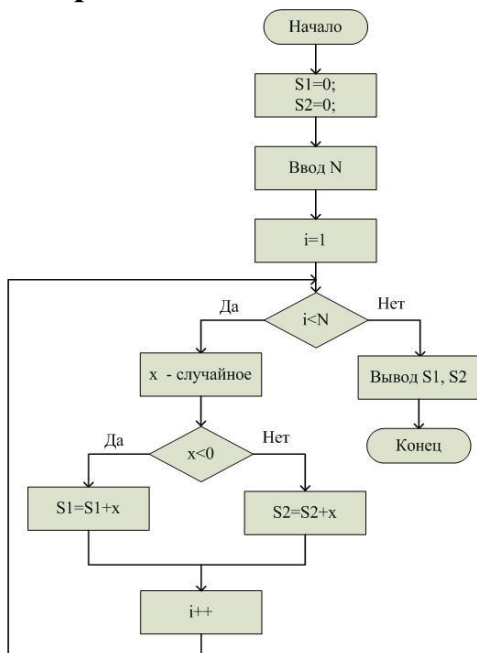 Начало
S1=0;
S2=0;
Ввод N
i=1
i<N
Да
Нет
x - случайное
Вывод S1, S2
x<0
Да
Нет
Конец
S1=S1+x
S2=S2+x
i++